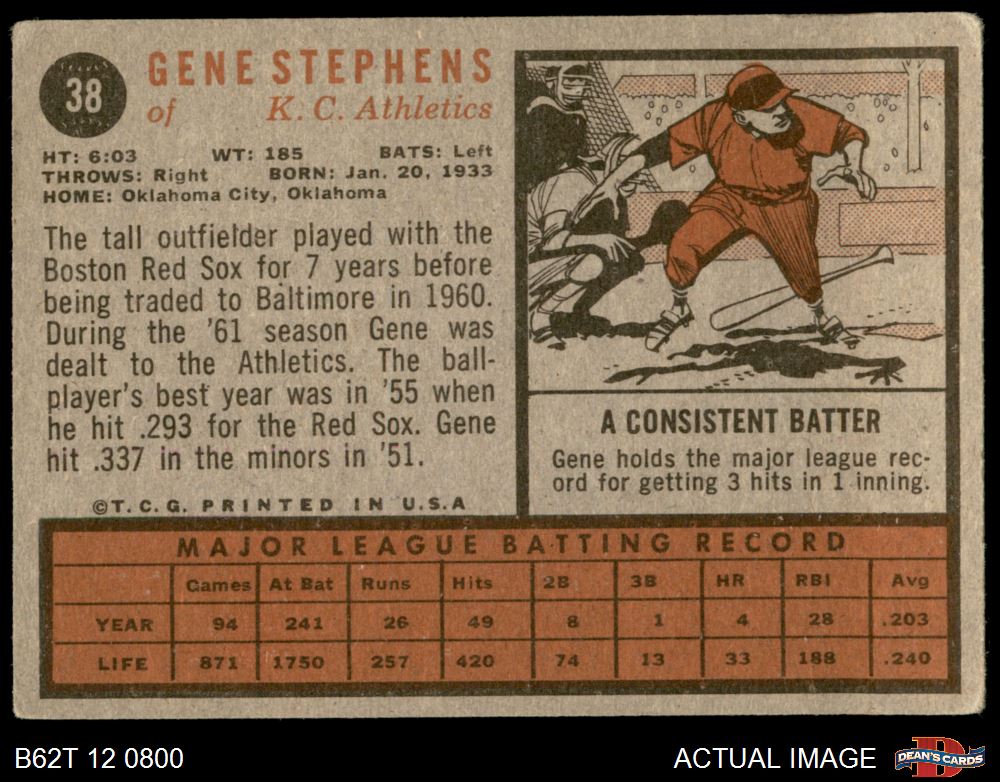 38
GENE STEPHENS
of K. C. Athletics
HT: 6:03 WT: 185 BATS: Left
THROWS: Right BORN: Jan. 20, 1933
HOME: Oklahoma City, Oklahoma
The tall outfielder played with the
Boston Red Sox for 7 years before
being traded to Baltimore in 1960.
During the '61 season Gene was
dealt to the Athletics. The ball-
player's best year was in '55 when
he hit .293 for the Red Sox. Gene
hit .337 in the minors in '51.
©T. C. G. PRINTED IN U.S.A
A CONSISTENT BATTER
Gene holds the major league rec-
ord for getting 3 hits in 1 inning.
MAJOR LEAGUE BATTING RECORD
Games At Bat Runs Hits 2B 3B HR RBI Avg
YEAR 94 241 26 49 8 1 4 28 .203
LIFE 871 1750 257 420 74 13 33 188 .240
B62T 12 0800
ACTUAL IMAGE
D
DEAN'S CARDS